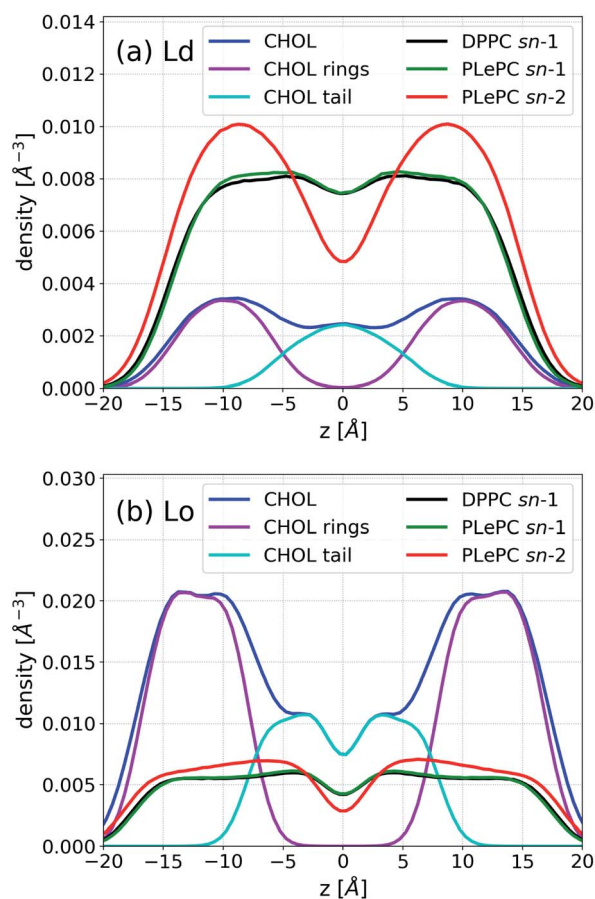 (a) Ld
CHOL
CHOL rings
CHOL tail
DPPC sn-1
PLePC sn-1
PLePC sn-2
0.014
0.012
0.010
0.008
0.006
0.004
0.002
0.000
density [Å⁻³]
−20 −15 −10 −5 0 5 10 15 20
z [Å]
(b) Lo
CHOL
CHOL rings
CHOL tail
DPPC sn-1
PLePC sn-1
PLePC sn-2
0.030
0.025
0.020
0.015
0.010
0.005
0.000
density [Å⁻³]
−20 −15 −10 −5 0 5 10 15 20
z [Å]